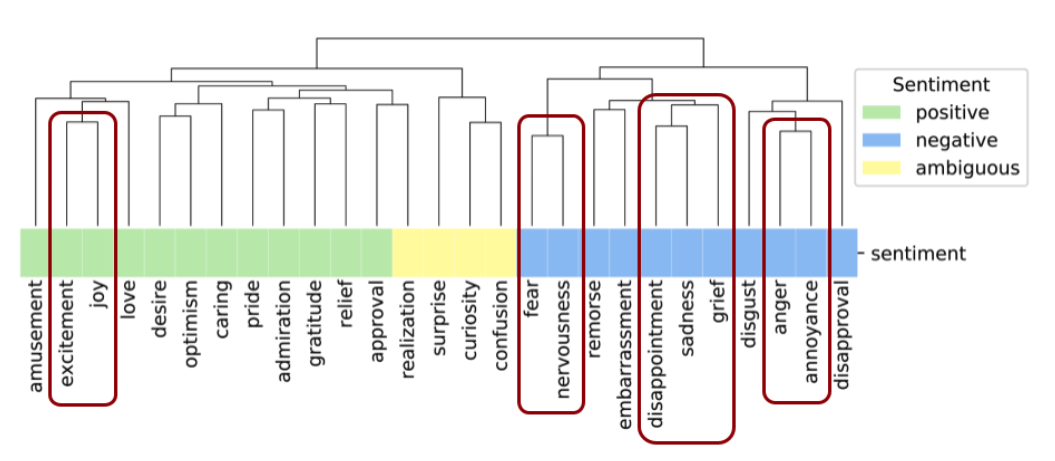 Sentiment
positive
negative
ambiguous
sentiment
amusement
excitement
joy
love
desire
optimism
caring
pride
admiration
gratitude
relief
approval
realization
surprise
curiosity
confusion
fear
nervousness
remorse
embarrassment
disappointment
sadness
grief
disgust
anger
annoyance
disapproval